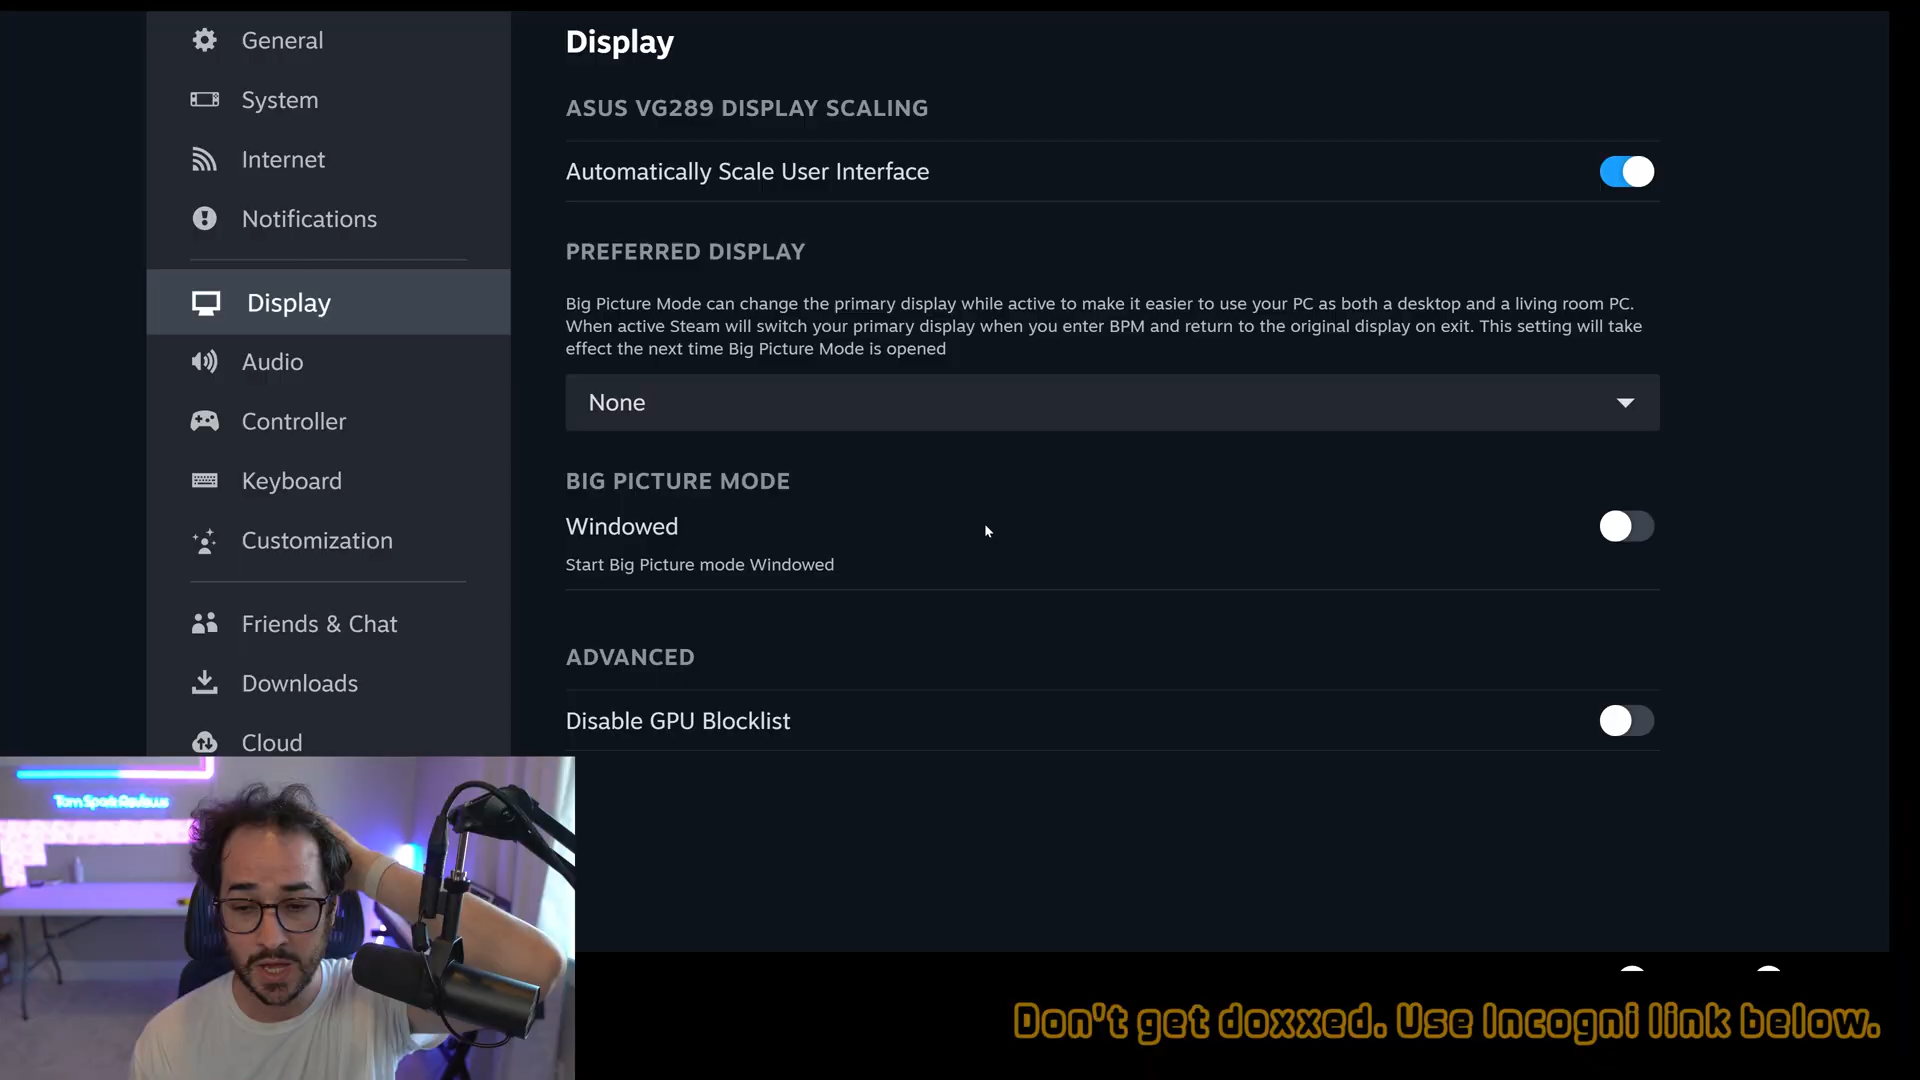 General
System
Internet
Notifications
Display
Audio
Controller
Keyboard
Customization
Friends & Chat
Downloads
Cloud
Display
ASUS VG289 DISPLAY SCALING
Automatically Scale User Interface
PREFERRED DISPLAY
Big Picture Mode can change the primary display while active to make it easier to use your PC as both a desktop and a living room PC.
When active Steam will switch your primary display when you enter BPM and return to the original display on exit. This setting will take
effect the next time Big Picture Mode is opened
None
BIG PICTURE MODE
Windowed
Start Big Picture mode Windowed
ADVANCED
Disable GPU Blocklist
Tom Spark Reviews
Don't get doxxed. Use Incogni link below.